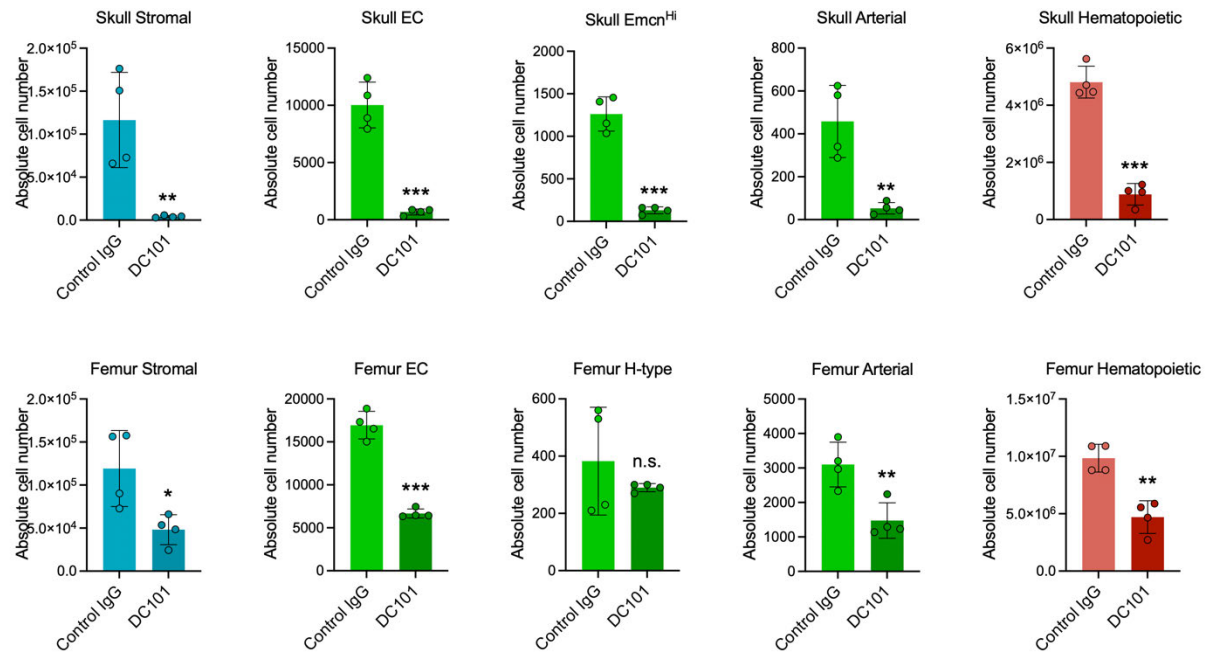 Skull Stromal
Absolute cell number
2.0×10⁵
1.5×10⁵
1.0×10⁵
5.0×10⁴
0.0
**
Control IgG
DC101
Skull EC
Absolute cell number
15000
10000
5000
0
***
Control IgG
DC101
Skull Emcnᴴⁱ
Absolute cell number
2000
1500
1000
500
0
***
Control IgG
DC101
Skull Arterial
Absolute cell number
800
600
400
200
0
**
Control IgG
DC101
Skull Hematopoietic
Absolute cell number
6×10⁶
4×10⁶
2×10⁶
0
***
Control IgG
DC101
Femur Stromal
Absolute cell number
2.0×10⁵
1.5×10⁵
1.0×10⁵
5.0×10⁴
0.0
*
Control IgG
DC101
Femur EC
Absolute cell number
20000
15000
10000
5000
0
***
Control IgG
DC101
Femur H-type
Absolute cell number
600
400
200
0
n.s.
Control IgG
DC101
Femur Arterial
Absolute cell number
5000
4000
3000
2000
1000
0
**
Control IgG
DC101
Femur Hematopoietic
Absolute cell number
1.5×10⁷
1.0×10⁷
5.0×10⁶
0.0
**
Control IgG
DC101